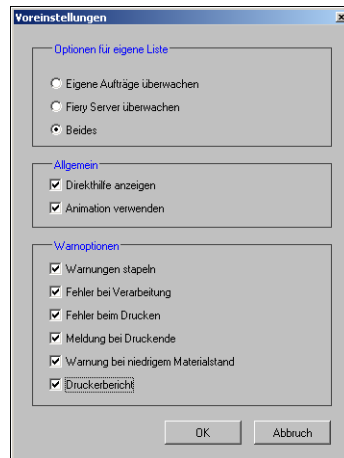 Voreinstellungen
Optionen für eigene Liste
Eigene Aufträge überwachen
Fiery Server überwachen
Beides
Allgemein
Direkthilfe anzeigen
Animation verwenden
Warnoptionen
Warnungen stapeln
Fehler bei Verarbeitung
Fehler beim Drucken
Meldung bei Druckende
Warnung bei niedrigem Materialstand
Druckerbericht
OK
Abbruch